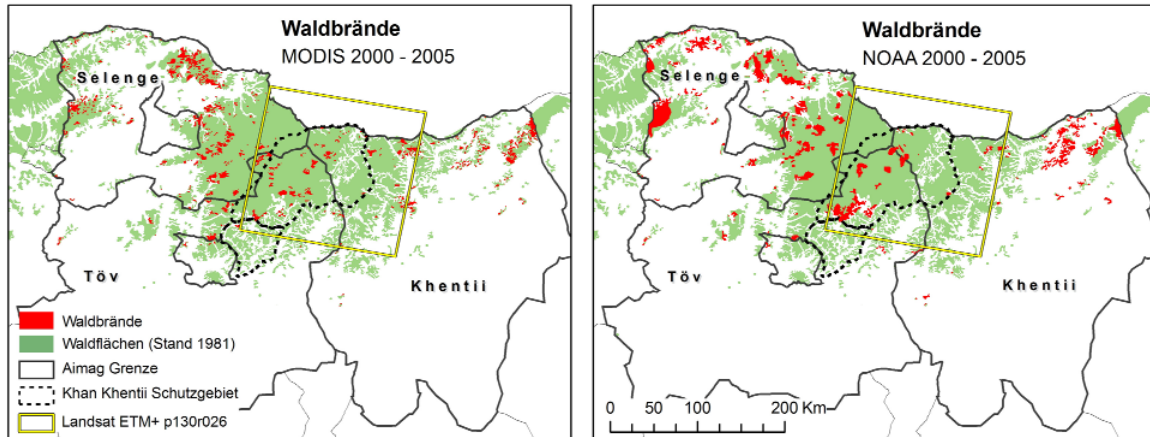 Waldbrände
MODIS 2000 - 2005
Selenge
Töv
Khentii
Waldbrände
Waldflächen (Stand 1981)
Aimag Grenze
Khan Khentii Schutzgebiet
Landsat ETM+ p130r026
Waldbrände
NOAA 2000 - 2005
Selenge
Töv
Khentii
0 50 100 200 Km